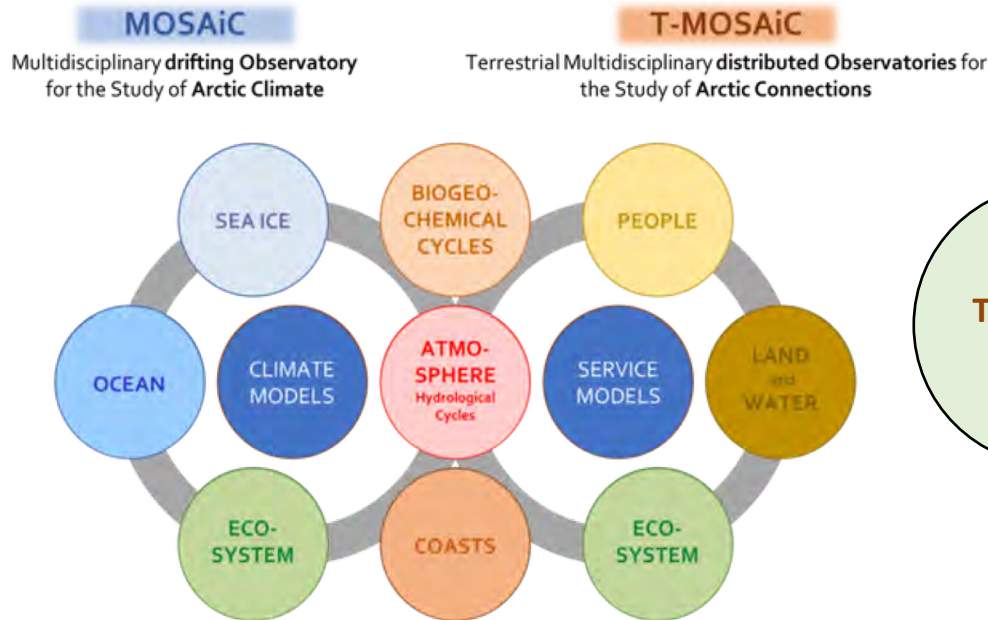 MOSAiC
Multidisciplinary drifting Observatory
for the Study of Arctic Climate
T-MOSAiC
Terrestrial Multidisciplinary distributed Observatories for
the Study of Arctic Connections
SEA ICE
BIOGEO-
CHEMICAL
CYCLES
PEOPLE
OCEAN
CLIMATE
MODELS
ATMO-
SPHERE
Hydrological
Cycles
SERVICE
MODELS
LAND
and
WATER
T
ECO-
SYSTEM
COASTS
ECO-
SYSTEM